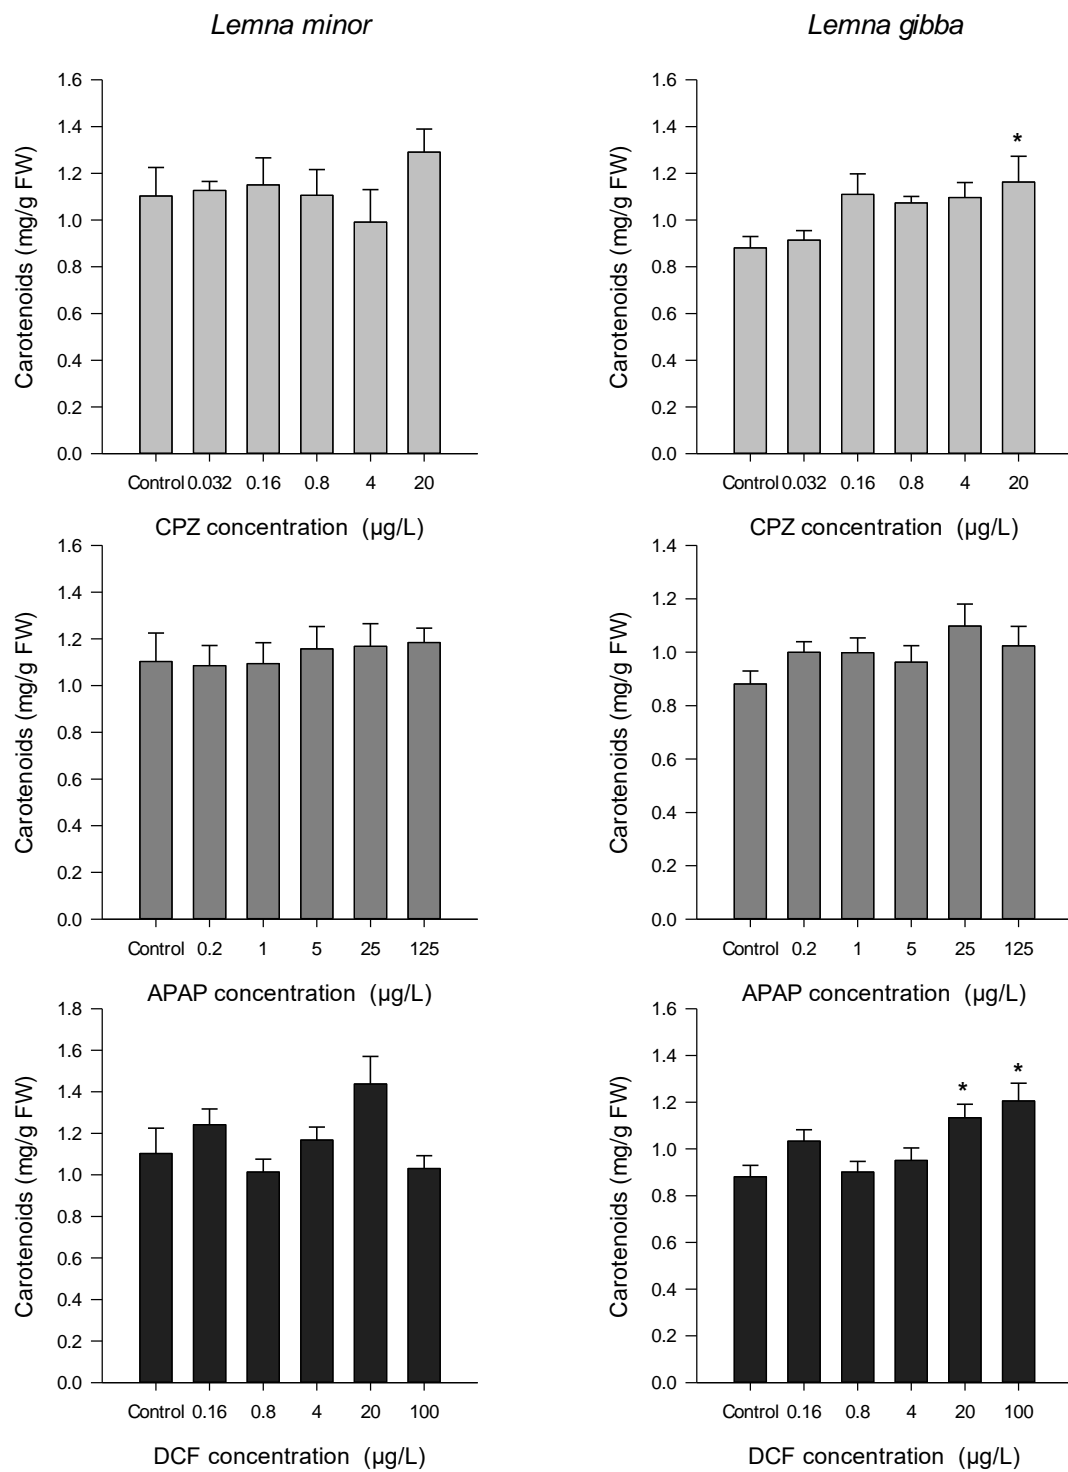 Lemna minor
Lemna gibba
Carotenoids (mg/g FW)
1.6
1.4
1.2
1.0
0.8
0.6
0.4
0.2
0.0
Control 0.032 0.16 0.8 4 20
CPZ concentration (µg/L)
Carotenoids (mg/g FW)
1.6
1.4
1.2
1.0
0.8
0.6
0.4
0.2
0.0
*
Control 0.032 0.16 0.8 4 20
CPZ concentration (µg/L)
Carotenoids (mg/g FW)
1.6
1.4
1.2
1.0
0.8
0.6
0.4
0.2
0.0
Control 0.2 1 5 25 125
APAP concentration (µg/L)
Carotenoids (mg/g FW)
1.4
1.2
1.0
0.8
0.6
0.4
0.2
0.0
Control 0.2 1 5 25 125
APAP concentration (µg/L)
Carotenoids (mg/g FW)
1.8
1.6
1.4
1.2
1.0
0.8
0.6
0.4
0.2
0.0
Control 0.16 0.8 4 20 100
DCF concentration (µg/L)
Carotenoids (mg/g FW)
1.6
1.4
1.2
1.0
0.8
0.6
0.4
0.2
0.0
* *
Control 0.16 0.8 4 20 100
DCF concentration (µg/L)